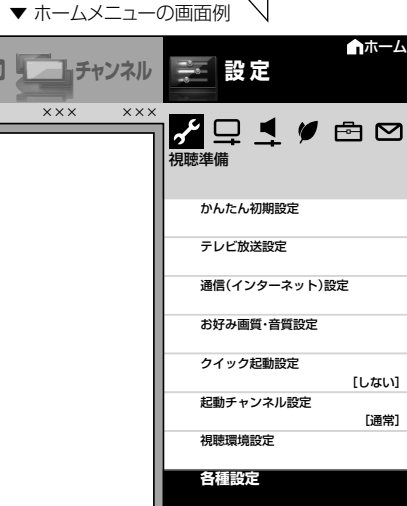 ▼ ホームメニューの画面例
ホーム
チャンネル
設定
××× ×××
視聴準備
かんたん初期設定
テレビ放送設定
通信(インターネット)設定
お好み画質・音質設定
クイック起動設定
[しない]
起動チャンネル設定
[通常]
視聴環境設定
各種設定